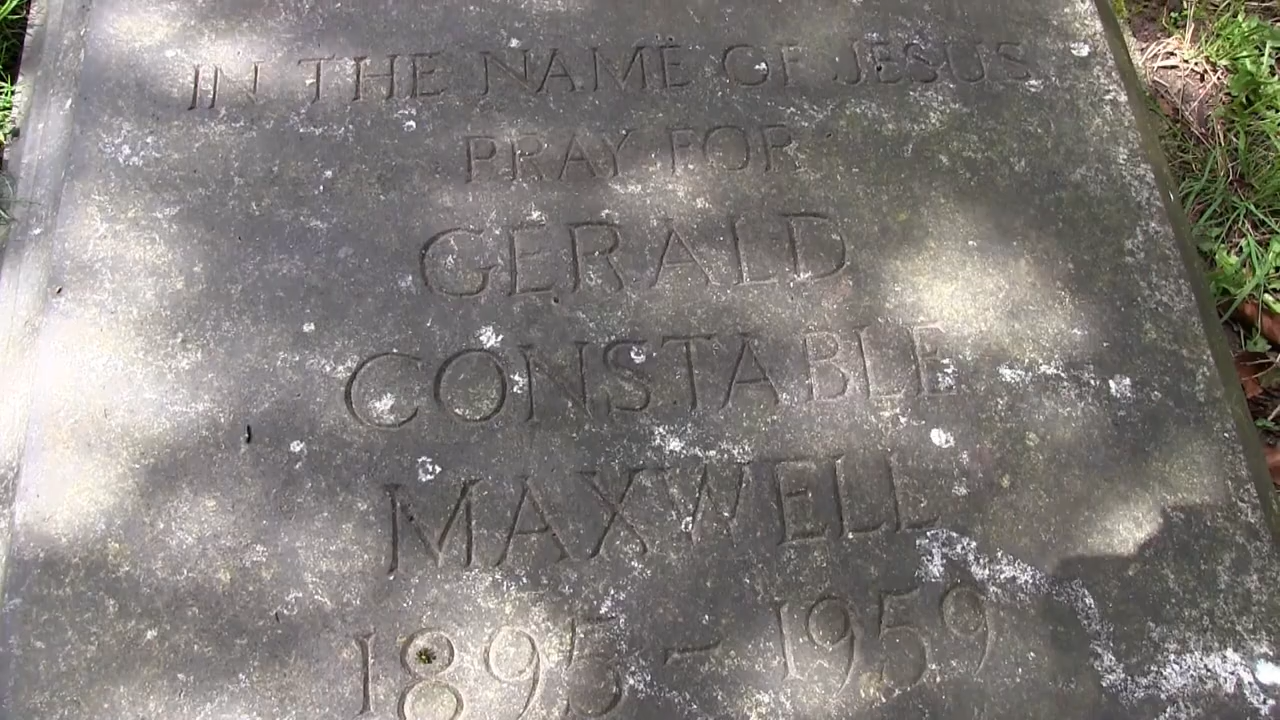 IN THE NAME OF JESUS
PRAY FOR
GERALD
CONSTABLE
MAXWELL
1895 - 1959